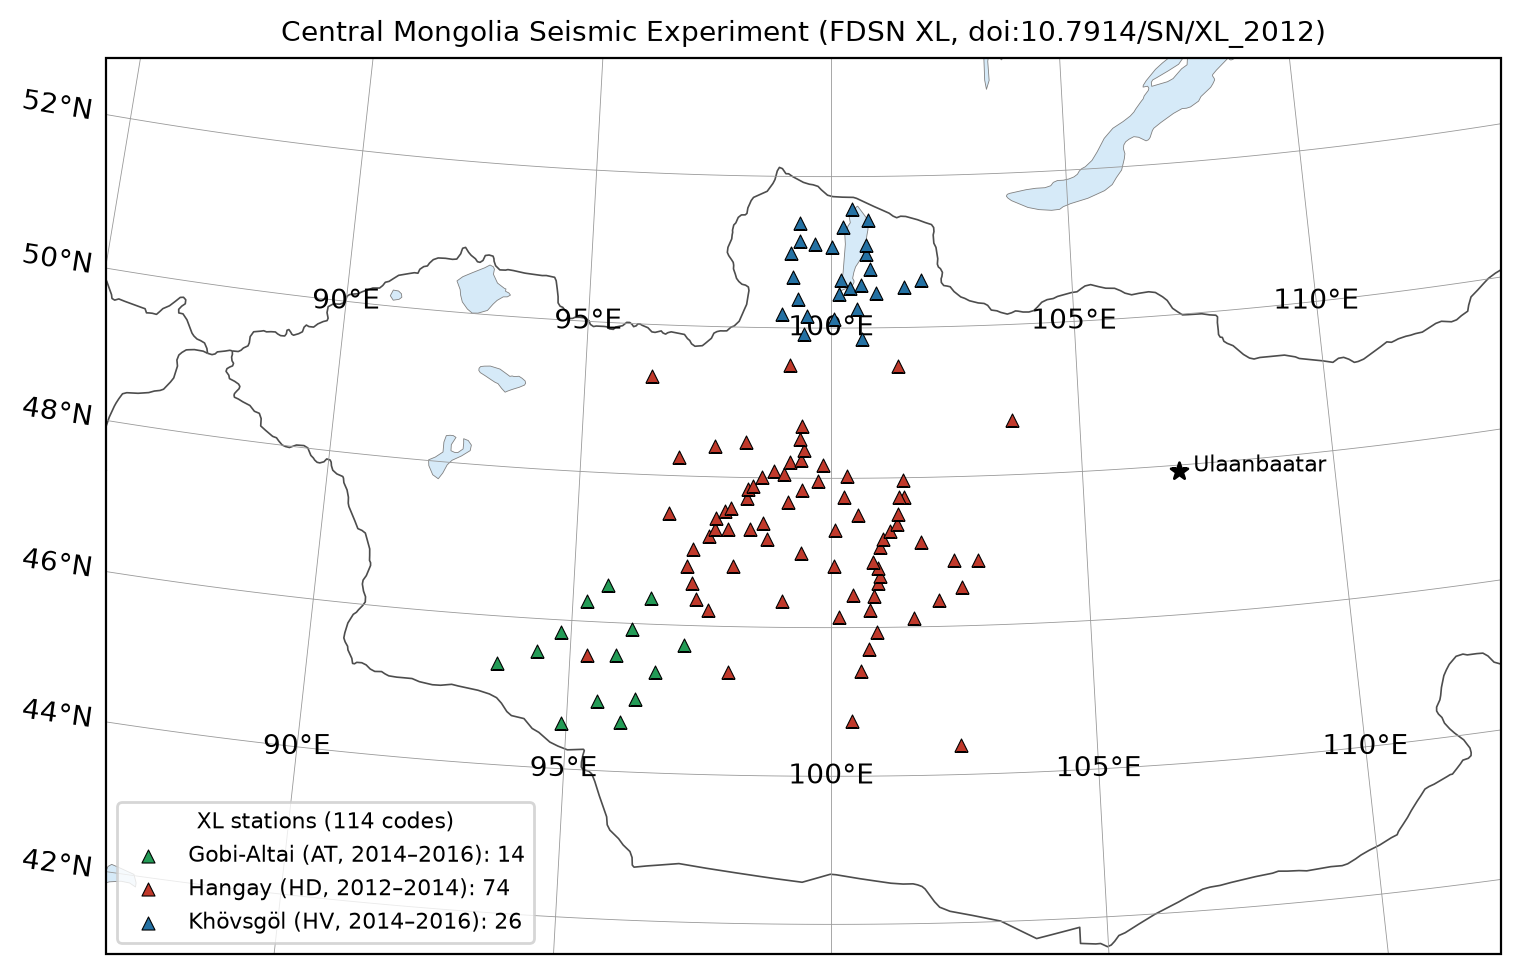 Central Mongolia Seismic Experiment (FDSN XL, doi:10.7914/SN/XL_2012)
52°N
50°N
90°E
95°E
100°E
105°E
110°E
48°N
Ulaanbaatar
46°N
44°N
90°E
95°E
100°E
105°E
110°E
42°N
XL stations (114 codes)
Gobi-Altai (AT, 2014–2016): 14
Hangay (HD, 2012–2014): 74
Khövsgöl (HV, 2014–2016): 26